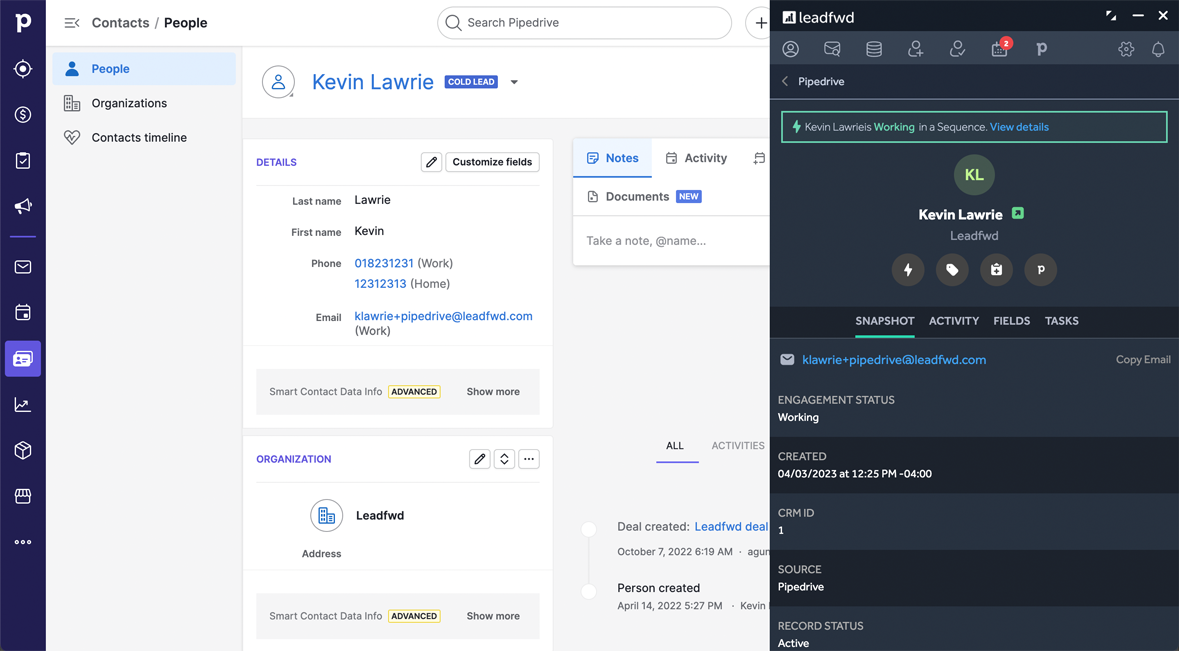 Contacts / People
Search Pipedrive
People
Organizations
Contacts timeline
Kevin Lawrie COLD LEAD
DETAILS
Customize fields
Last name Lawrie
First name Kevin
Phone 018231231 (Work)
12312313 (Home)
Email klawrie+pipedrive@leadfwd.com
(Work)
Smart Contact Data Info ADVANCED Show more
ORGANIZATION
Leadfwd
Address
Smart Contact Data Info ADVANCED Show more
Notes Activity
Documents NEW
Take a note, @name...
ALL ACTIVITIES
Deal created: Leadfwd deal
October 7, 2022 6:19 AM · agun
Person created
April 14, 2022 5:27 PM · Kevin
leadfwd
2
Pipedrive
Kevin Lawrieis Working in a Sequence. View details
KL
Kevin Lawrie
Leadfwd
SNAPSHOT ACTIVITY FIELDS TASKS
klawrie+pipedrive@leadfwd.com Copy Email
ENGAGEMENT STATUS
Working
CREATED
04/03/2023 at 12:25 PM -04:00
CRM ID
1
SOURCE
Pipedrive
RECORD STATUS
Active